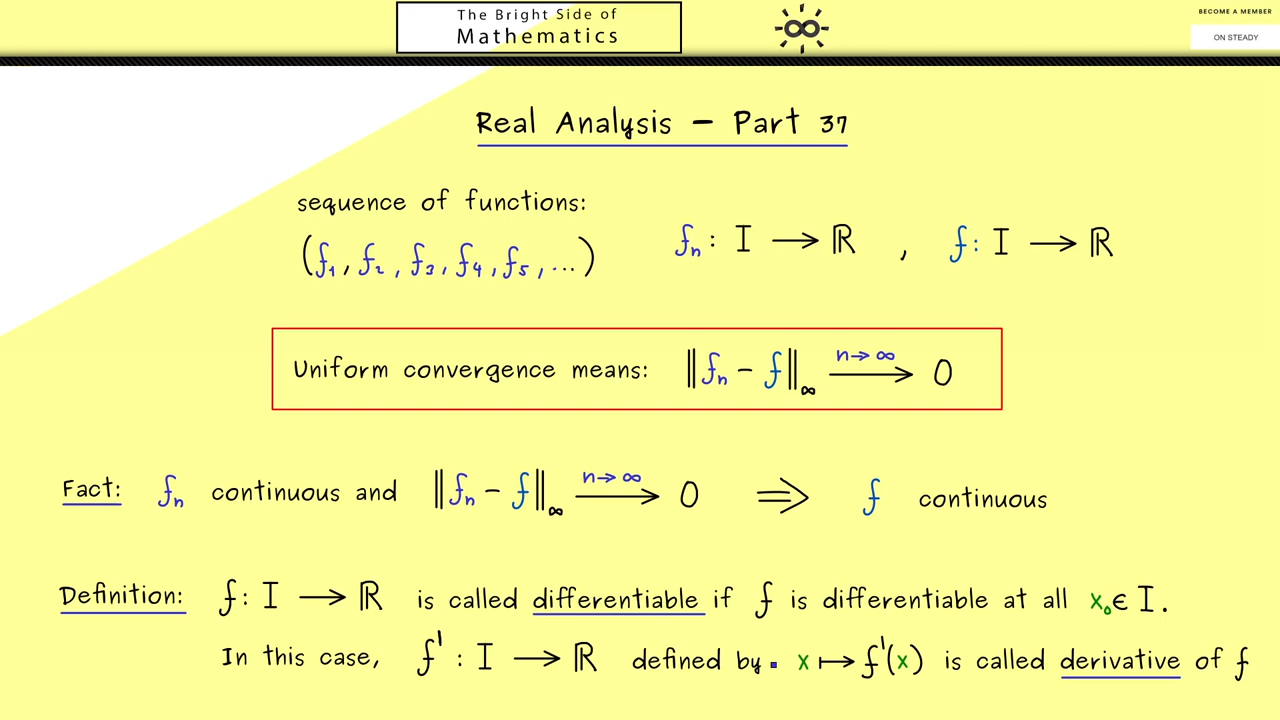 The Bright Side of
Mathematics
BECOME A MEMBER
ON STEADY
Real Analysis – Part 37
sequence of functions:
(f₁, f₂, f₃, f₄, f₅, ...) fₙ: I ⟶ ℝ , f: I ⟶ ℝ
Uniform convergence means: ‖fₙ − f‖∞ n→∞ ⟶ 0
Fact: fₙ continuous and ‖fₙ − f‖∞ n→∞ ⟶ 0 ⟹ f continuous
Definition: f: I ⟶ ℝ is called differentiable if f is differentiable at all x₀ ∈ I.
In this case, f' : I ⟶ ℝ defined by x ↦ f'(x) is called derivative of f